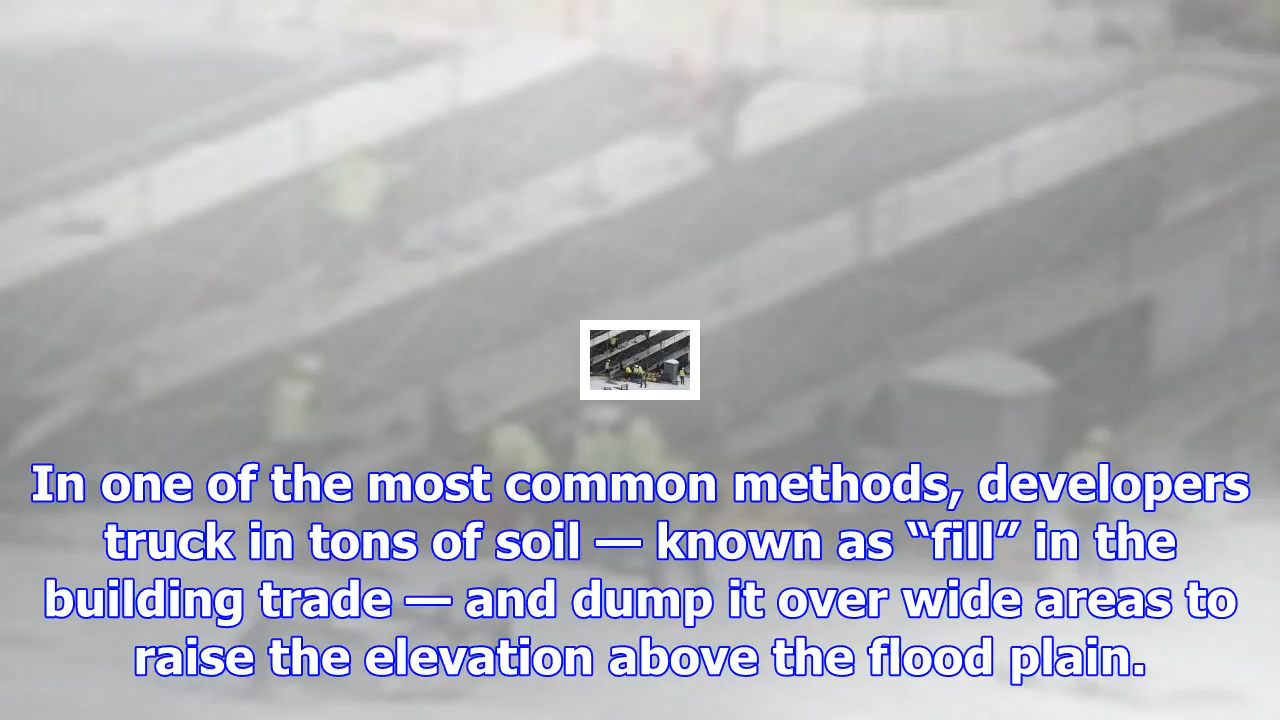 In one of the most common methods, developers
truck in tons of soil — known as “fill” in the
building trade — and dump it over wide areas to
raise the elevation above the flood plain.